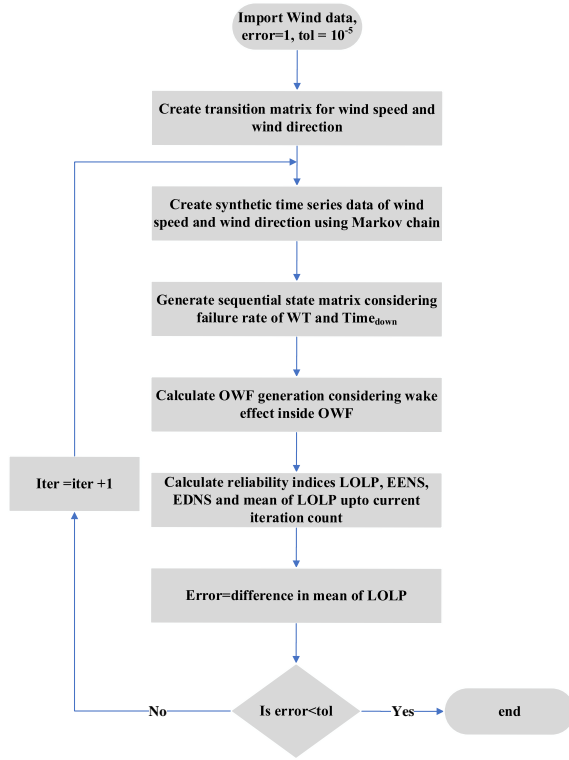 Import Wind data,
error=1, tol = 10⁻⁵
Create transition matrix for wind speed and
wind direction
Create synthetic time series data of wind
speed and wind direction using Markov chain
Generate sequential state matrix considering
failure rate of WT and Time_down
Calculate OWF generation considering wake
effect inside OWF
Iter =iter +1
Calculate reliability indices LOLP, EENS,
EDNS and mean of LOLP upto current
iteration count
Error=difference in mean of LOLP
No
Is error<tol
Yes
end